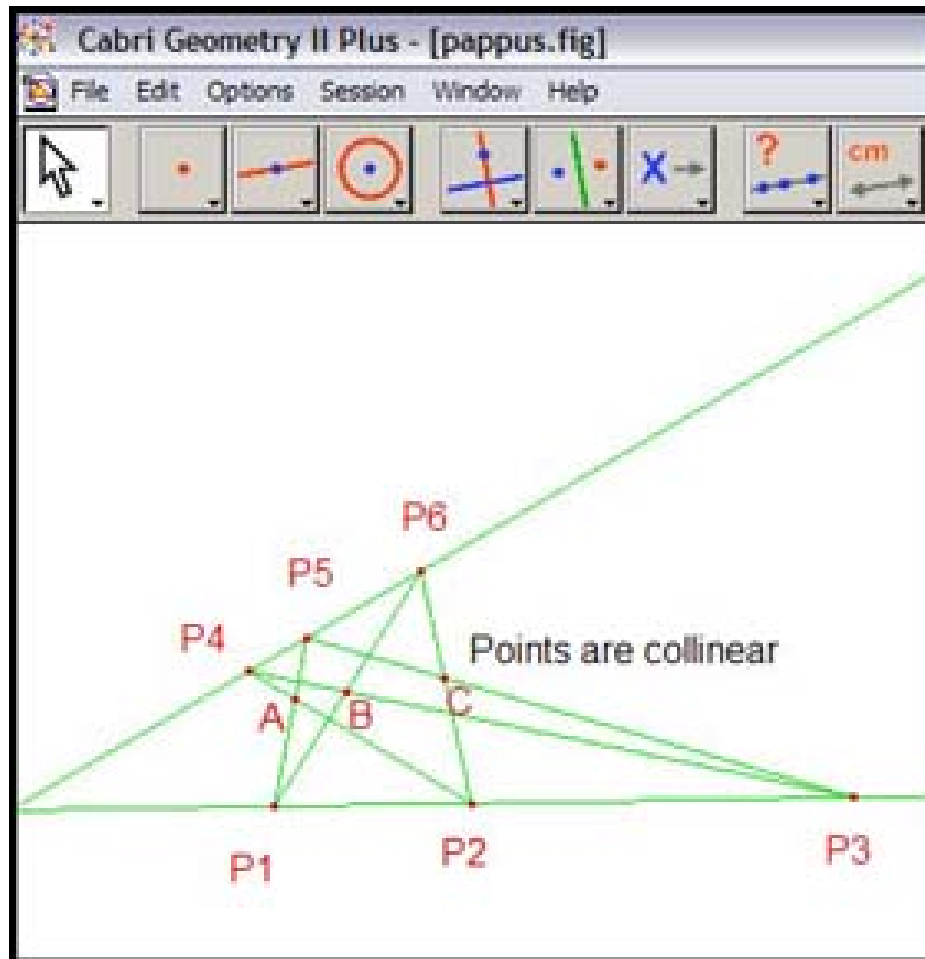 Cabri Geometry II Plus - [pappus.fig]
File Edit Options Session Window Help
? cm
X
P6
P5
P4
Points are collinear
A B C
P1 P2 P3